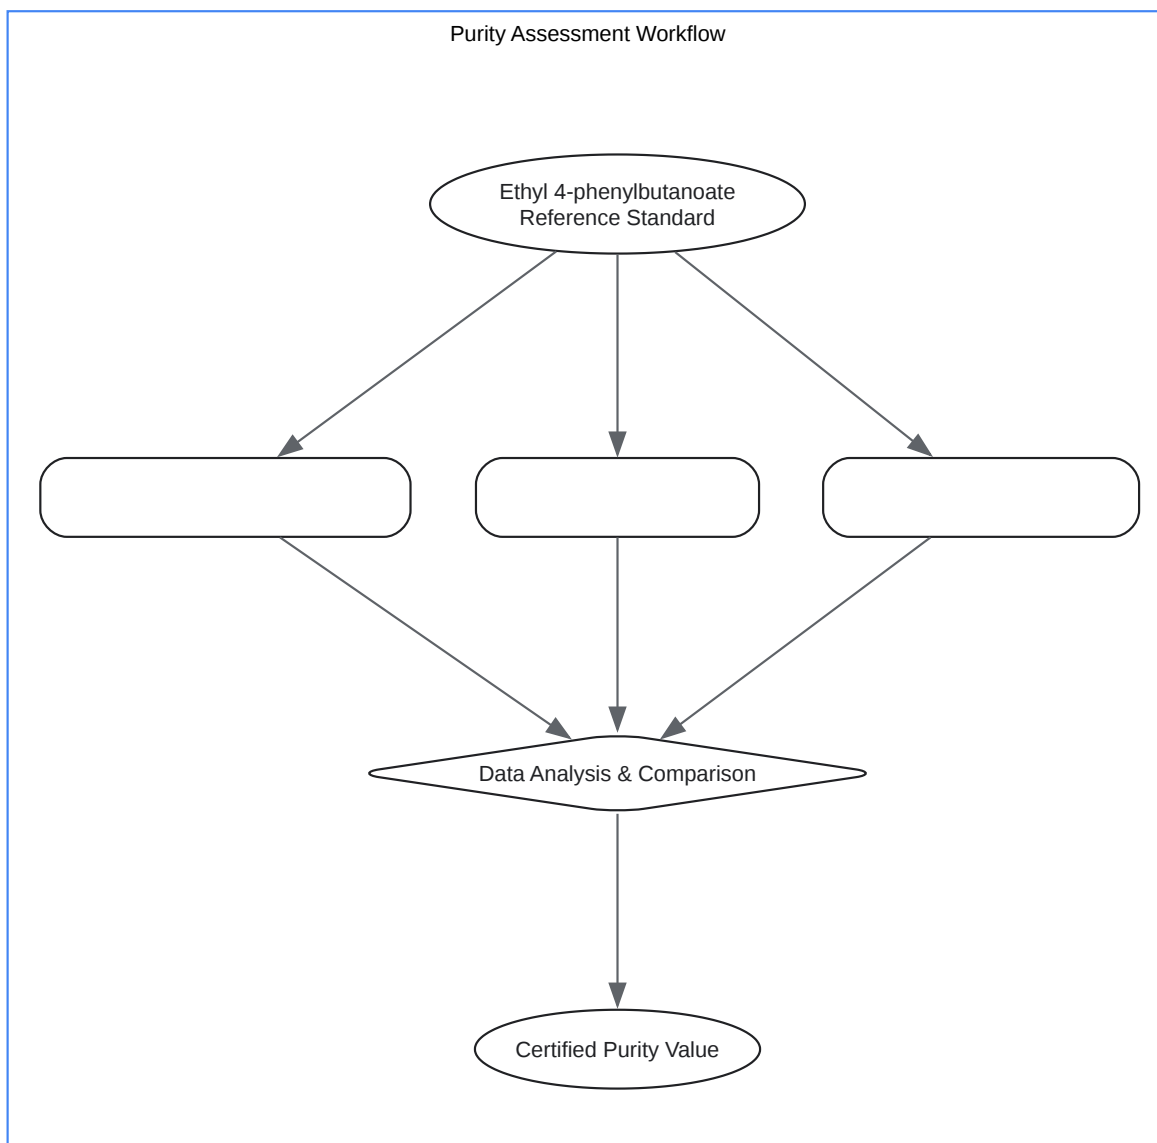 Purity Assessment Workflow
Ethyl 4-phenylbutanoate
Reference Standard
Data Analysis & Comparison
Certified Purity Value